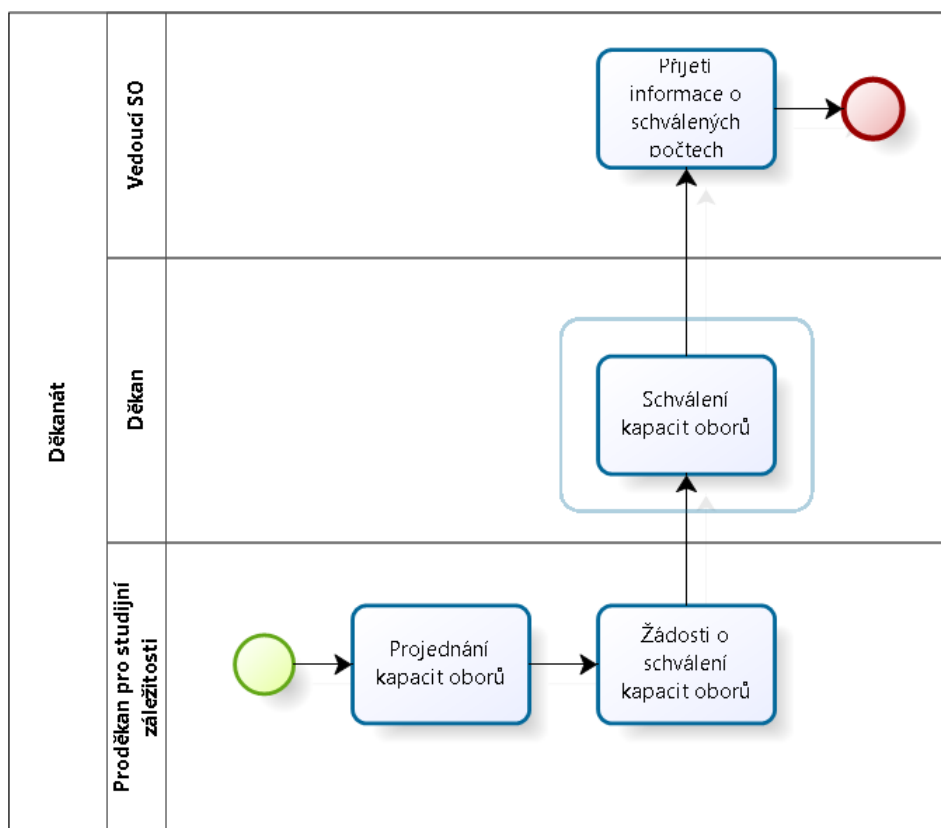 Děkanát
Vedoucí SO
Přijetí
informace o
schválených
počtech
Děkan
Schválení
kapacit oborů
Proděkan pro studijní
záležitosti
Projednání
kapacit oborů
Žádosti o
schválení
kapacit oborů